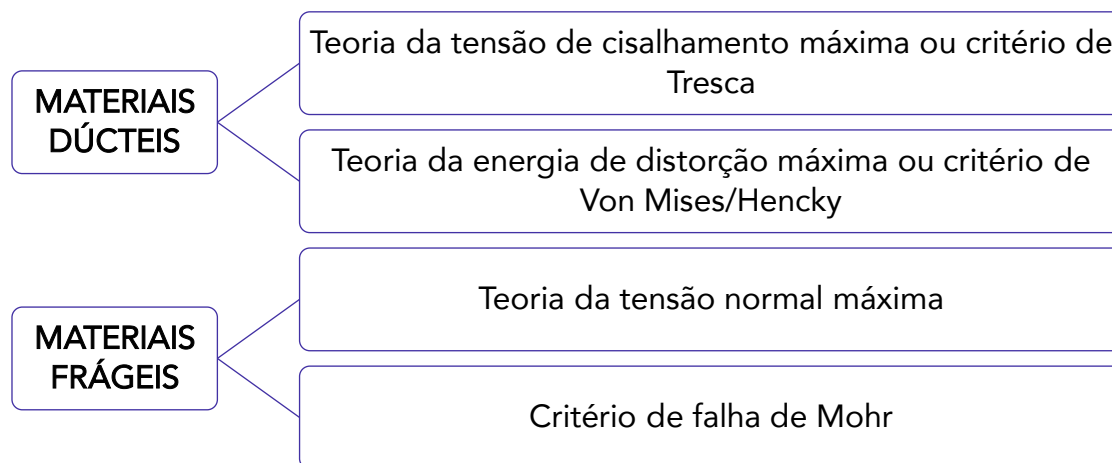 MATERIAIS
DÚCTEIS
Teoria da tensão de cisalhamento máxima ou critério de
Tresca
Teoria da energia de distorção máxima ou critério de
Von Mises/Hencky
MATERIAIS
FRÁGEIS
Teoria da tensão normal máxima
Critério de falha de Mohr